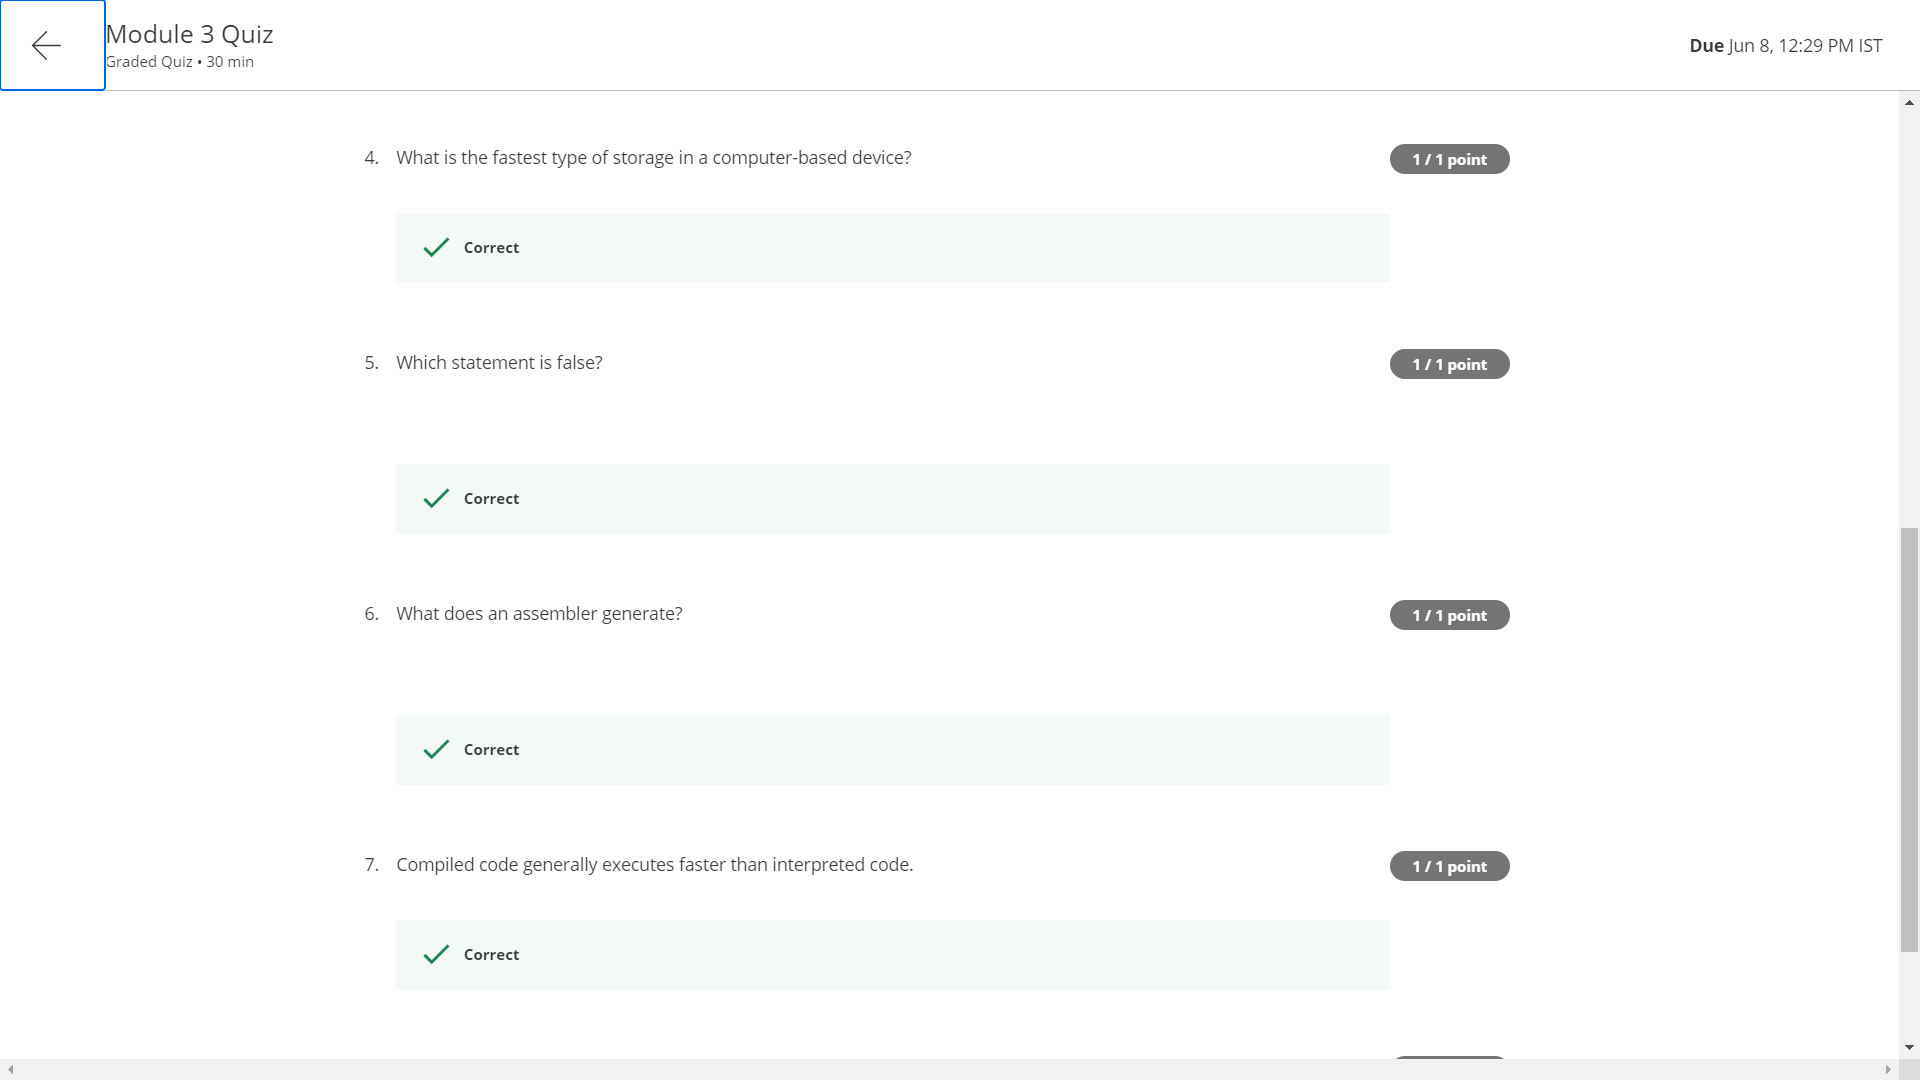 Module 3 Quiz
Graded Quiz • 30 min
Due Jun 8, 12:29 PM IST
4. What is the fastest type of storage in a computer-based device?
1 / 1 point
Correct
5. Which statement is false?
1 / 1 point
Correct
6. What does an assembler generate?
1 / 1 point
Correct
7. Compiled code generally executes faster than interpreted code.
1 / 1 point
Correct